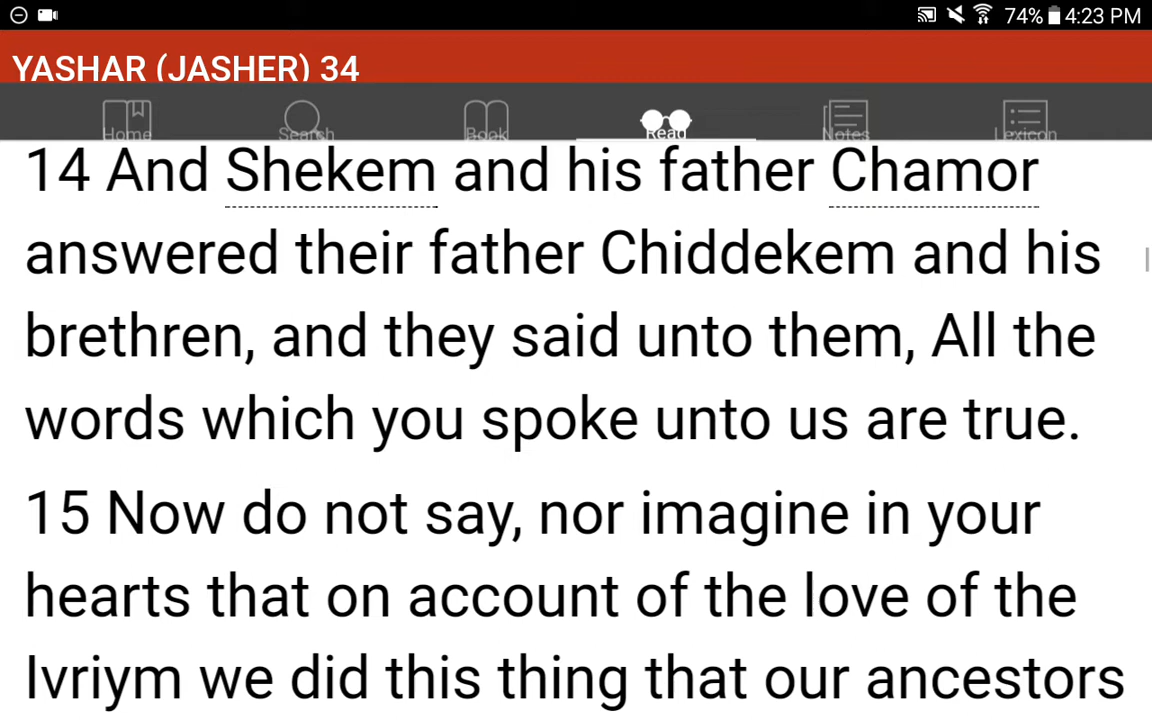 74% 4:23 PM
YASHAR (JASHER) 34
Home Search Book Read Notes Lexicon
14 And Shekem and his father Chamor
answered their father Chiddekem and his
brethren, and they said unto them, All the
words which you spoke unto us are true.
15 Now do not say, nor imagine in your
hearts that on account of the love of the
Ivriym we did this thing that our ancestors